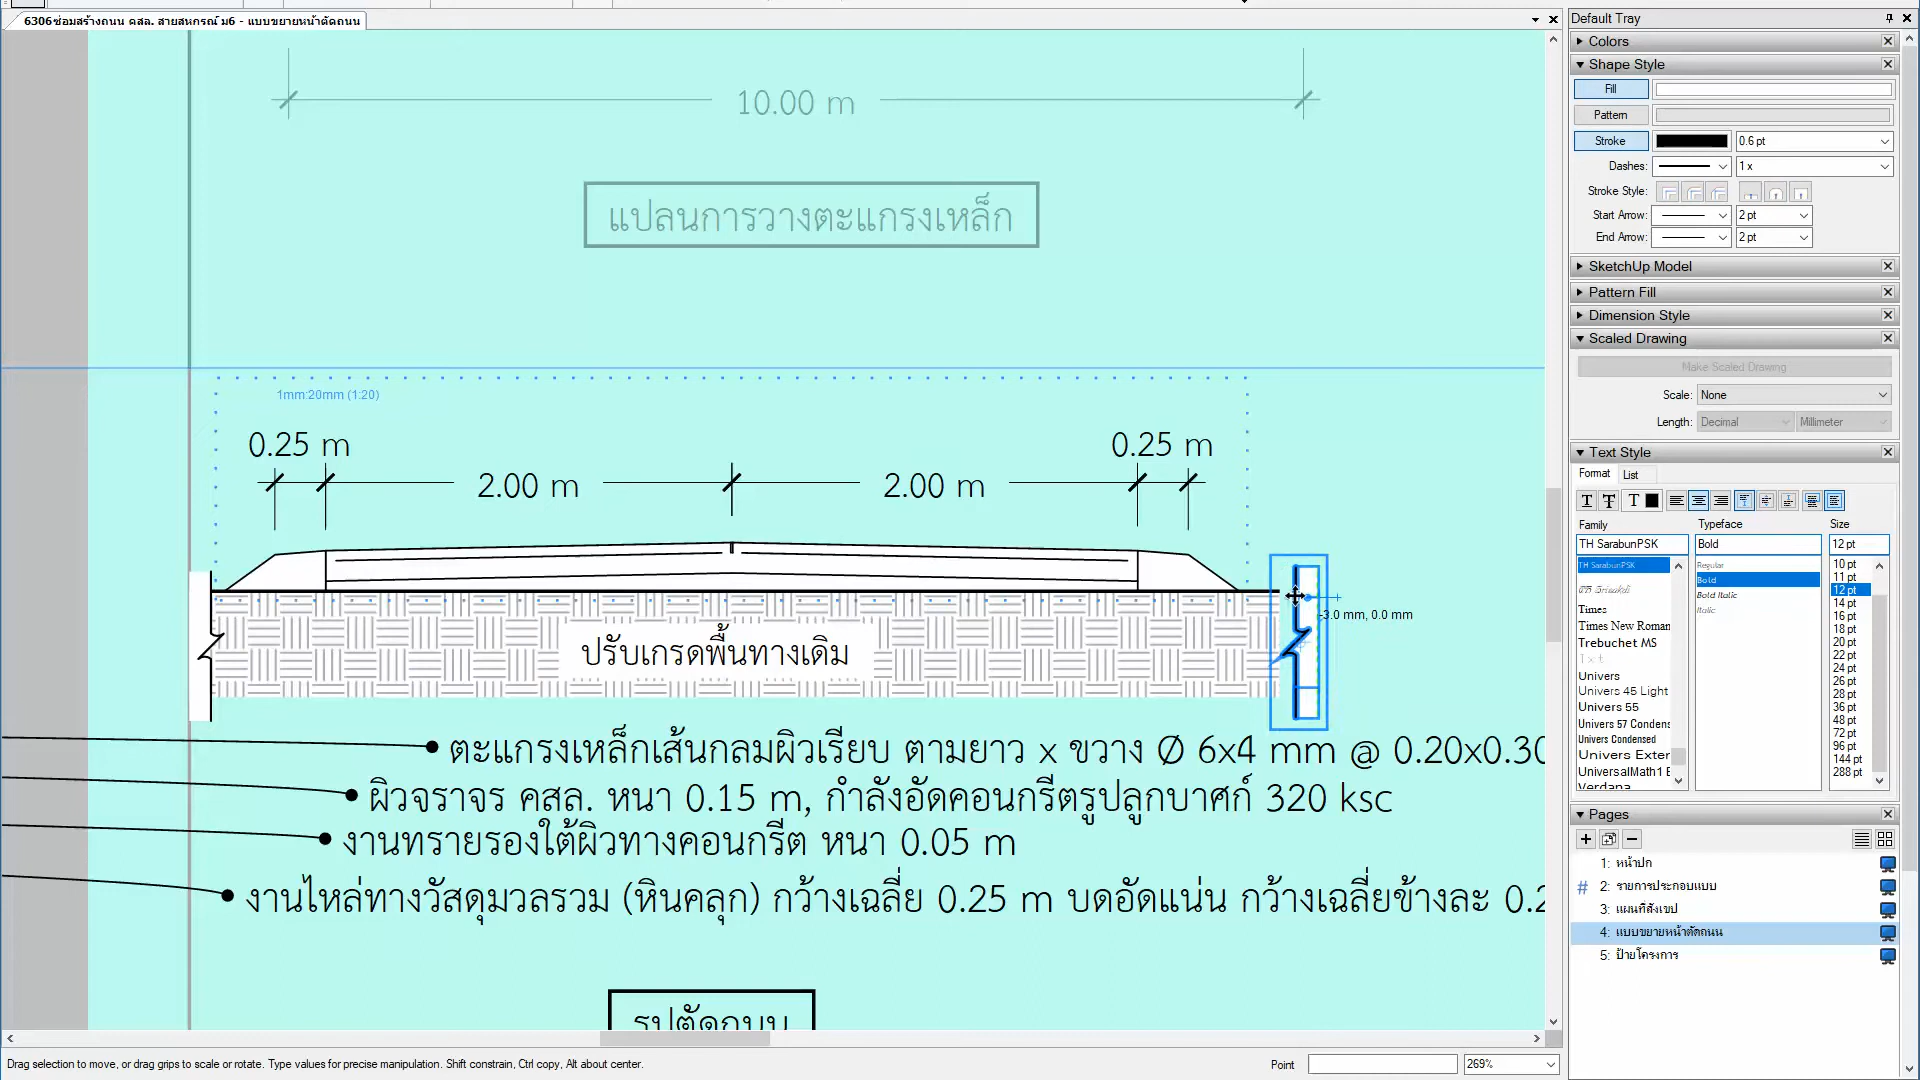 6306ซ่อมสร้างถนน คสล. สายสหกรณ์ ม6 - แบบขยายหน้าตัดถนน
10.00 m
แปลนการวางตะแกรงเหล็ก
1mm:20mm (1:20)
0.25 m
2.00 m
2.00 m
0.25 m
ปรับเกรดพื้นทางเดิม
-3.0 mm, 0.0 mm
ตะแกรงเหล็กเส้นกลมผิวเรียบ ตามยาว x ขวาง Ø 6x4 mm @ 0.20x0.30
ผิวจราจร คสล. หนา 0.15 m, กำลังอัดคอนกรีตรูปลูกบาศก์ 320 ksc
งานทรายรองใต้ผิวทางคอนกรีต หนา 0.05 m
งานไหล่ทางวัสดุมวลรวม (หินคลุก) กว้างเฉลี่ย 0.25 m บดอัดแน่น กว้างเฉลี่ยข้างละ 0.2
รูปตัดถนน
Drag selection to move, or drag grips to scale or rotate. Type values for precise manipulation. Shift constrain, Ctrl copy, Alt about center.
Point
269%
Default Tray
Colors
Shape Style
Fill
Pattern
Stroke
0.6 pt
Dashes:
1 x
Stroke Style:
Start Arrow:
2 pt
End Arrow:
2 pt
SketchUp Model
Pattern Fill
Dimension Style
Scaled Drawing
Make Scaled Drawing
Scale:
None
Length:
Decimal
Millimeter
Text Style
Format
List
Family
Typeface
Size
TH SarabunPSK
Bold
12 pt
TH SarabunPSK
Times
Times New Roman
Trebuchet MS
Txt
Univers
Univers 45 Light
Univers 55
Univers 57 Condens
Univers Condensed
Univers Exter
UniversalMath1 B
Verdana
Regular
Bold
Bold Italic
Italic
10 pt
11 pt
12 pt
14 pt
16 pt
18 pt
20 pt
22 pt
24 pt
26 pt
28 pt
36 pt
48 pt
72 pt
96 pt
144 pt
288 pt
Pages
1: หน้าปก
# 2: รายการประกอบแบบ
3: แผนที่สังเขป
4: แบบขยายหน้าตัดถนน
5: ป้ายโครงการ